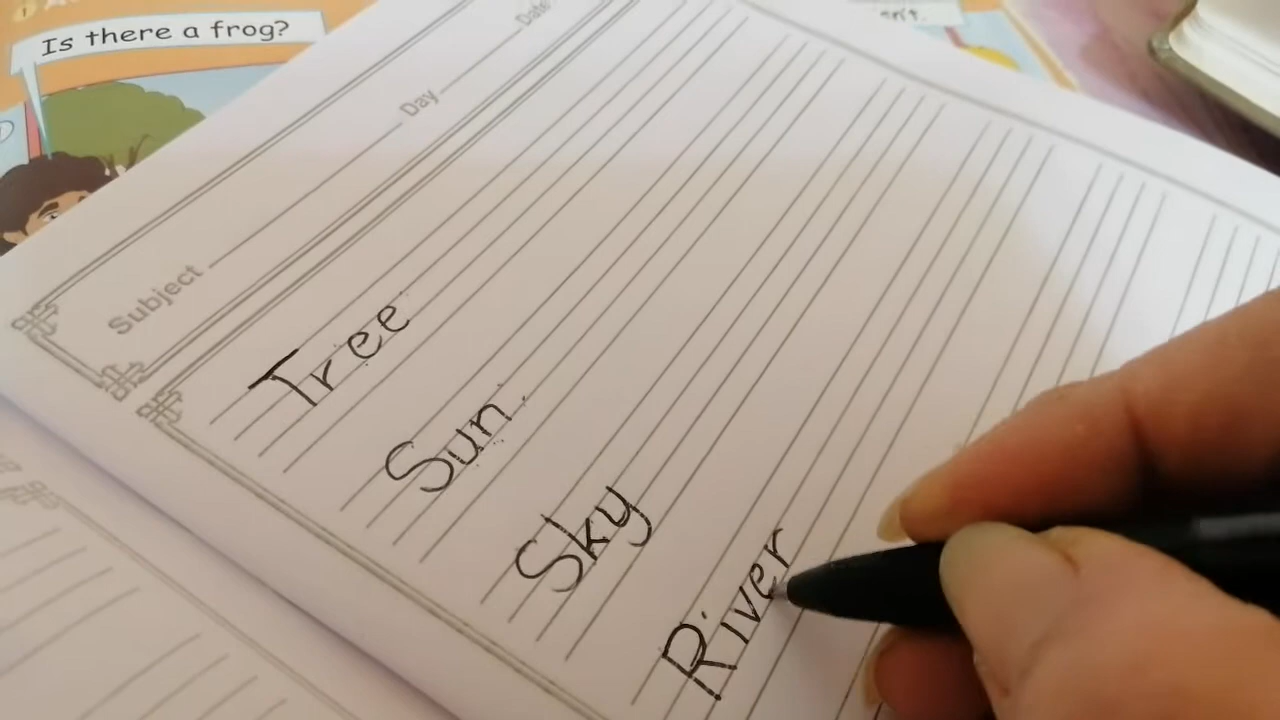 Is there a frog?
Date
Day
Subject
Tree
Sun.
Sky
River